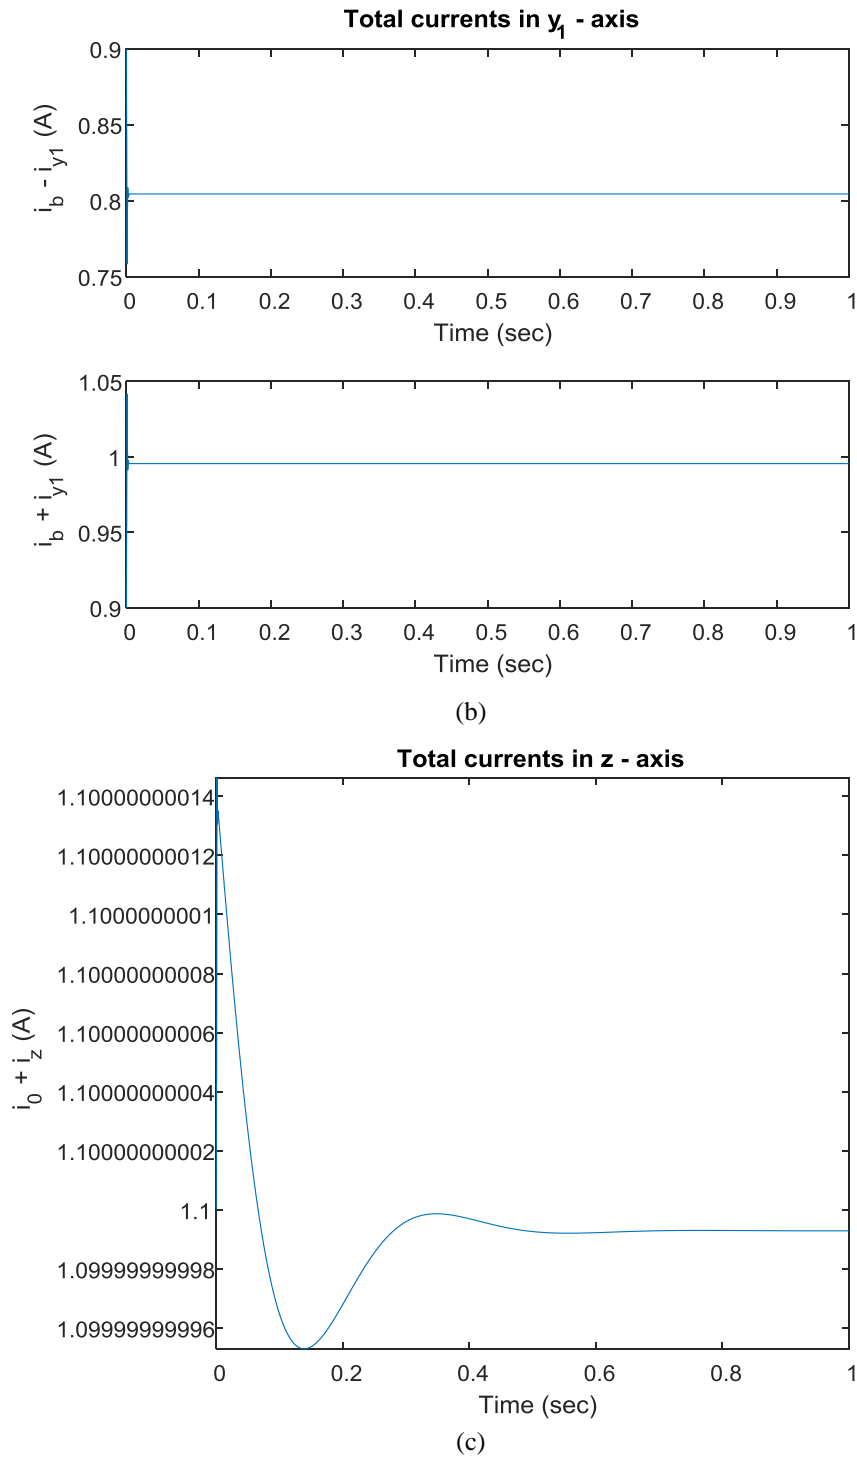 Total currents in y1 - axis
ib - iy1 (A)
0.9
0.85
0.8
0.75
0 0.1 0.2 0.3 0.4 0.5 0.6 0.7 0.8 0.9 1
Time (sec)
ib + iy1 (A)
1.05
1
0.95
0.9
0 0.1 0.2 0.3 0.4 0.5 0.6 0.7 0.8 0.9 1
Time (sec)
(b)
Total currents in z - axis
i0 + iz (A)
1.10000000014
1.10000000012
1.1000000001
1.10000000008
1.10000000006
1.10000000004
1.10000000002
1.1
1.09999999998
1.09999999996
0 0.2 0.4 0.6 0.8 1
Time (sec)
(c)